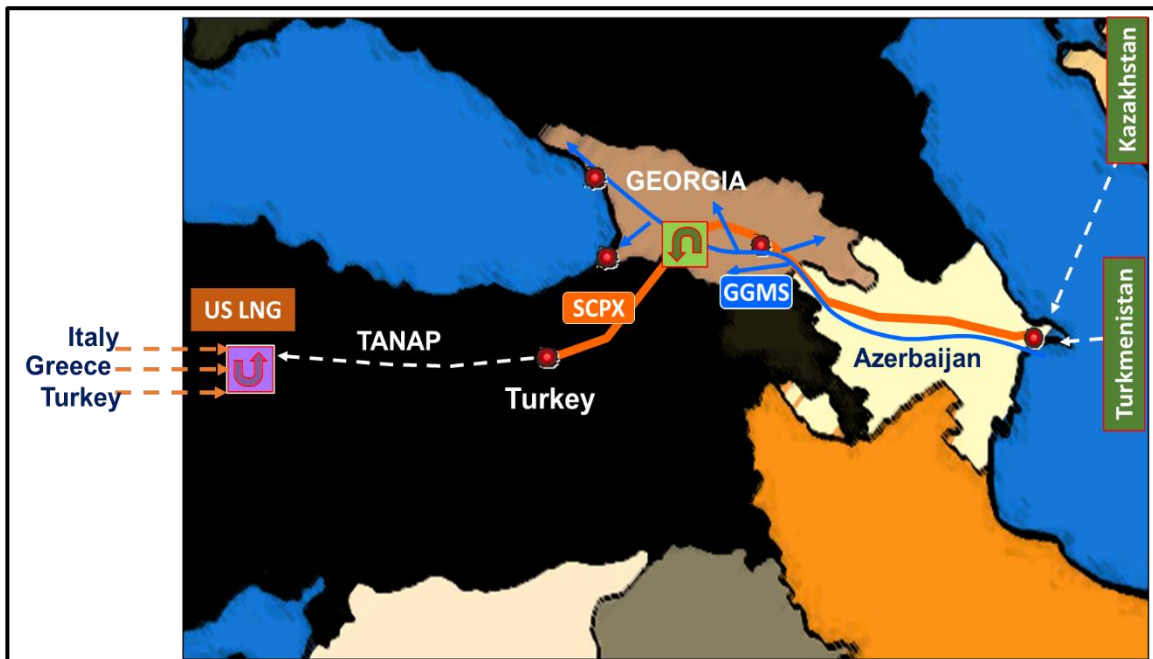 Kazakhstan
GEORGIA
Turkmenistan
GGMS
US LNG
SCPX
Italy
TANAP
Azerbaijan
Greece
Turkey
Turkey